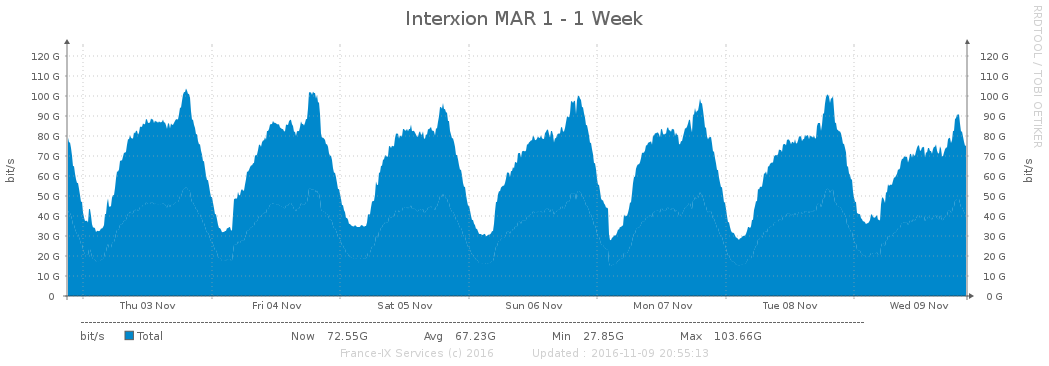 Interxion MAR 1 - 1 Week
RRDTOOL / TOBI OETIKER
bit/s
120 G 120 G
110 G 110 G
100 G 100 G
90 G 90 G
80 G 80 G
70 G 70 G
60 G 60 G
50 G 50 G
40 G 40 G
30 G 30 G
20 G 20 G
10 G 10 G
0 0 G
bit/s
Thu 03 Nov Fri 04 Nov Sat 05 Nov Sun 06 Nov Mon 07 Nov Tue 08 Nov Wed 09 Nov
bit/s Total Now 72.55G Avg 67.23G Min 27.85G Max 103.66G
France-IX Services (c) 2016 Updated : 2016-11-09 20:55:13